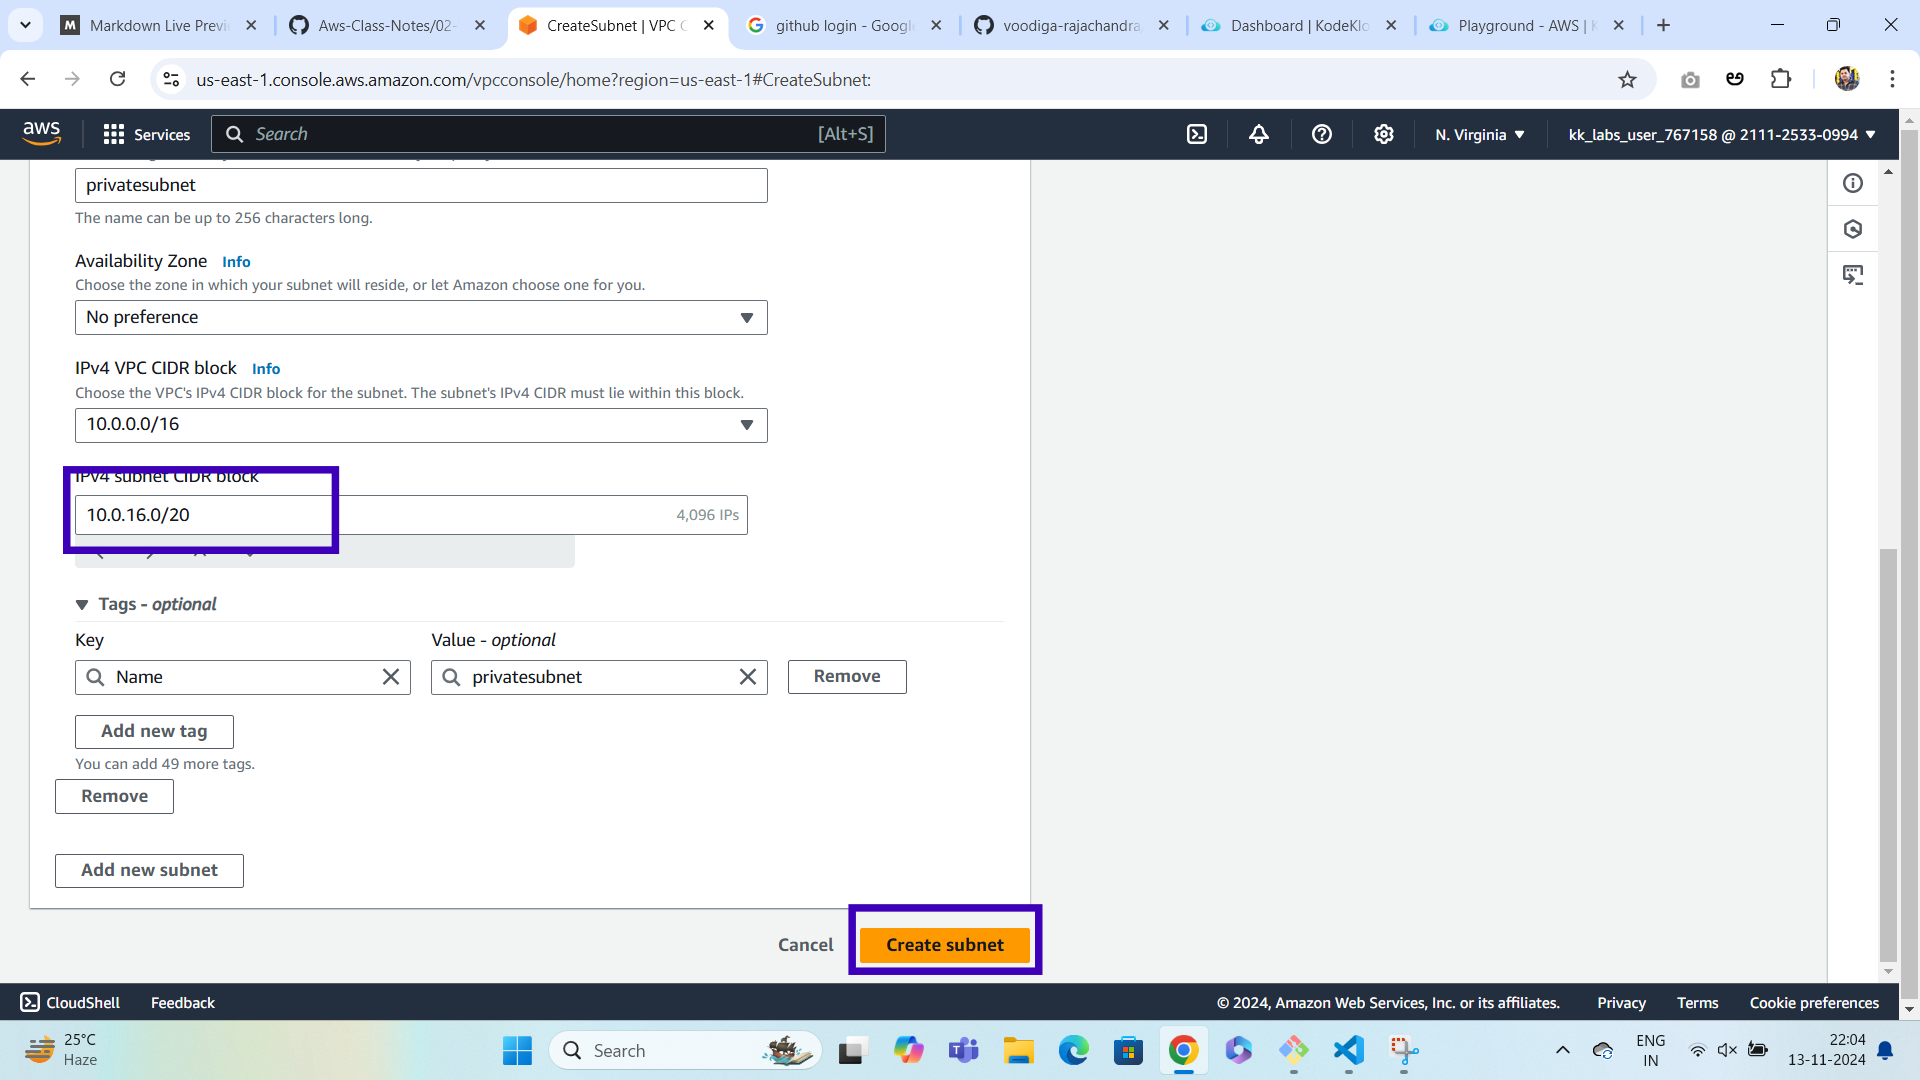 Markdown Live Previ
Aws-Class-Notes/02-
CreateSubnet | VPC C
github login - Google
voodiga-rajachandra
Dashboard | KodeKlo
Playground - AWS | K
us-east-1.console.aws.amazon.com/vpcconsole/home?region=us-east-1#CreateSubnet:
aws
Services
Search
[Alt+S]
N. Virginia
kk_labs_user_767158 @ 2111-2533-0994
privatesubnet
The name can be up to 256 characters long.
Availability Zone Info
Choose the zone in which your subnet will reside, or let Amazon choose one for you.
No preference
IPv4 VPC CIDR block Info
Choose the VPC's IPv4 CIDR block for the subnet. The subnet's IPv4 CIDR must lie within this block.
10.0.0.0/16
IPv4 subnet CIDR block
10.0.16.0/20
4,096 IPs
Tags - optional
Key
Value - optional
Name
privatesubnet
Remove
Add new tag
You can add 49 more tags.
Remove
Add new subnet
Cancel
Create subnet
CloudShell
Feedback
© 2024, Amazon Web Services, Inc. or its affiliates.
Privacy
Terms
Cookie preferences
25°C
Haze
Search
ENG
IN
22:04
13-11-2024